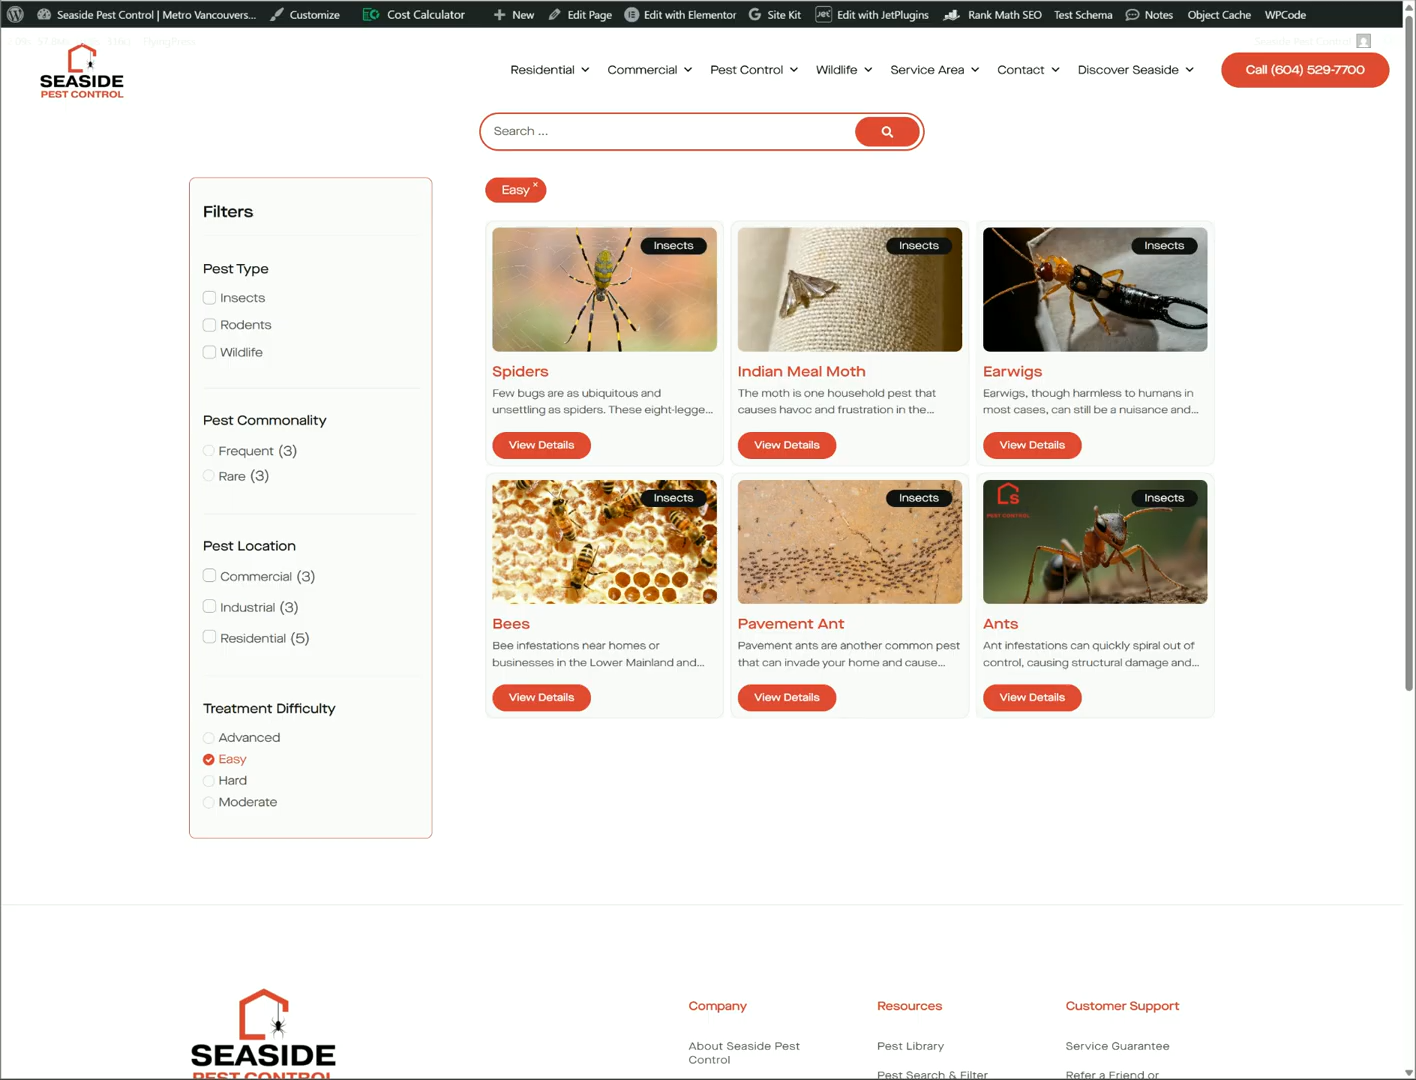 Seaside Pest Control | Metro Vancouvers... Customize Cost Calculator New Edit Page Edit with Elementor Site Kit Edit with JetPlugins Rank Math SEO Test Schema Notes Object Cache WPCode
Seaside Pest Control
SEASIDE
PEST CONTROL
Residential Commercial Pest Control Wildlife Service Area Contact Discover Seaside Call (604) 529-7700
Search ...
Filters
Pest Type
Insects
Rodents
Wildlife
Pest Commonality
Frequent (3)
Rare (3)
Pest Location
Commercial (3)
Industrial (3)
Residential (5)
Treatment Difficulty
Advanced
Easy
Hard
Moderate
Easy ×
Insects
Spiders
Few bugs are as ubiquitous and
unsettling as spiders. These eight-legge...
View Details
Insects
Indian Meal Moth
The moth is one household pest that
causes havoc and frustration in the...
View Details
Insects
Earwigs
Earwigs, though harmless to humans in
most cases, can still be a nuisance and...
View Details
Insects
Bees
Bee infestations near homes or
businesses in the Lower Mainland and...
View Details
Insects
Pavement Ant
Pavement ants are another common pest
that can invade your home and cause...
View Details
S
PEST CONTROL
Insects
Ants
Ant infestations can quickly spiral out of
control, causing structural damage and...
View Details
SEASIDE
PEST CONTROL
Company
About Seaside Pest
Control
Resources
Pest Library
Pest Search & Filter
Customer Support
Service Guarantee
Refer a Friend or